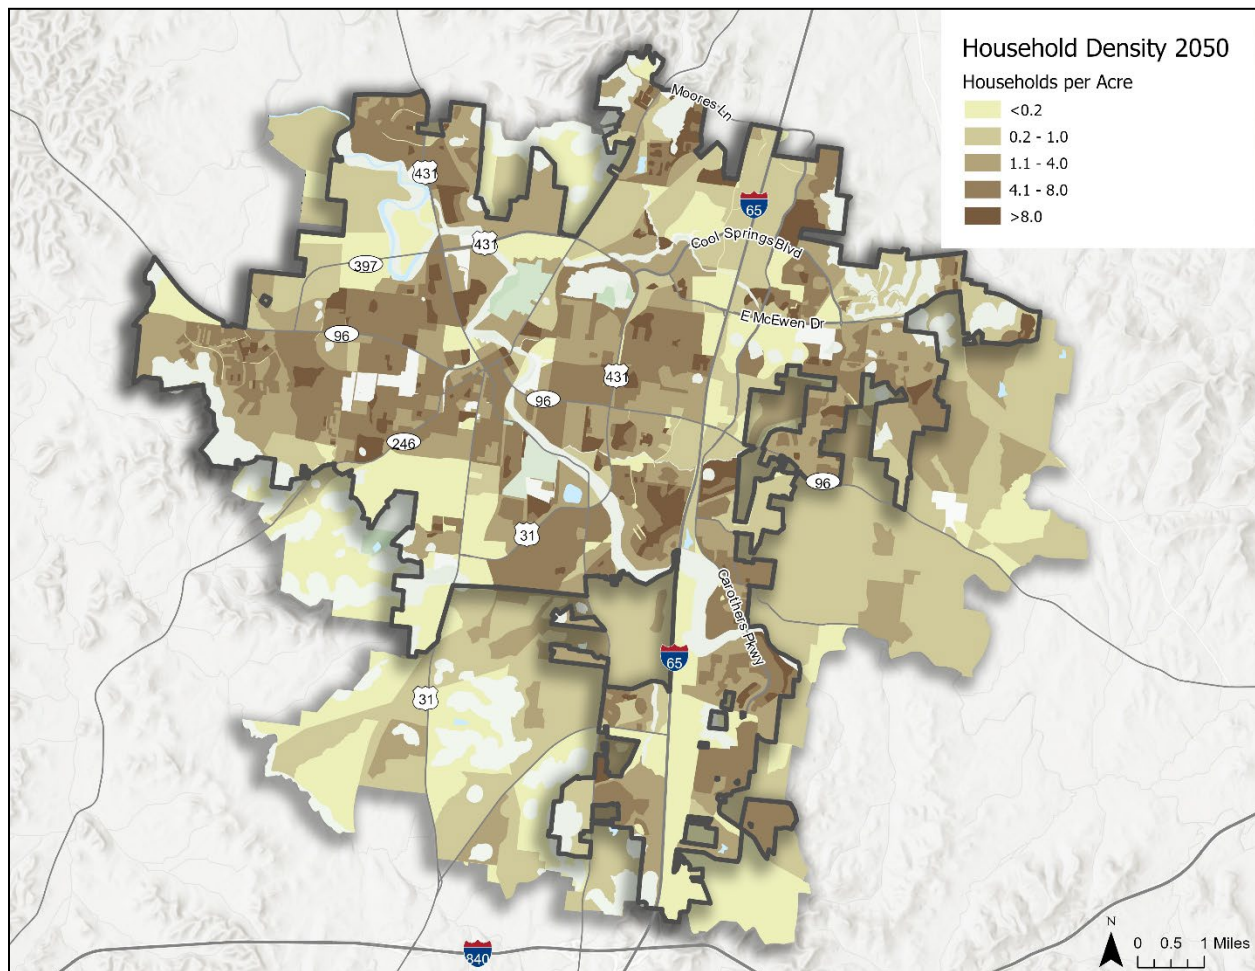 Household Density 2050
Households per Acre
<0.2
0.2 - 1.0
1.1 - 4.0
4.1 - 8.0
>8.0
Moores Ln
431
65
Cool Springs Blvd
431
397
E McEwen Dr
96
431
96
246
96
31
Carothers Pkwy
65
31
840
N
0 0.5 1 Miles